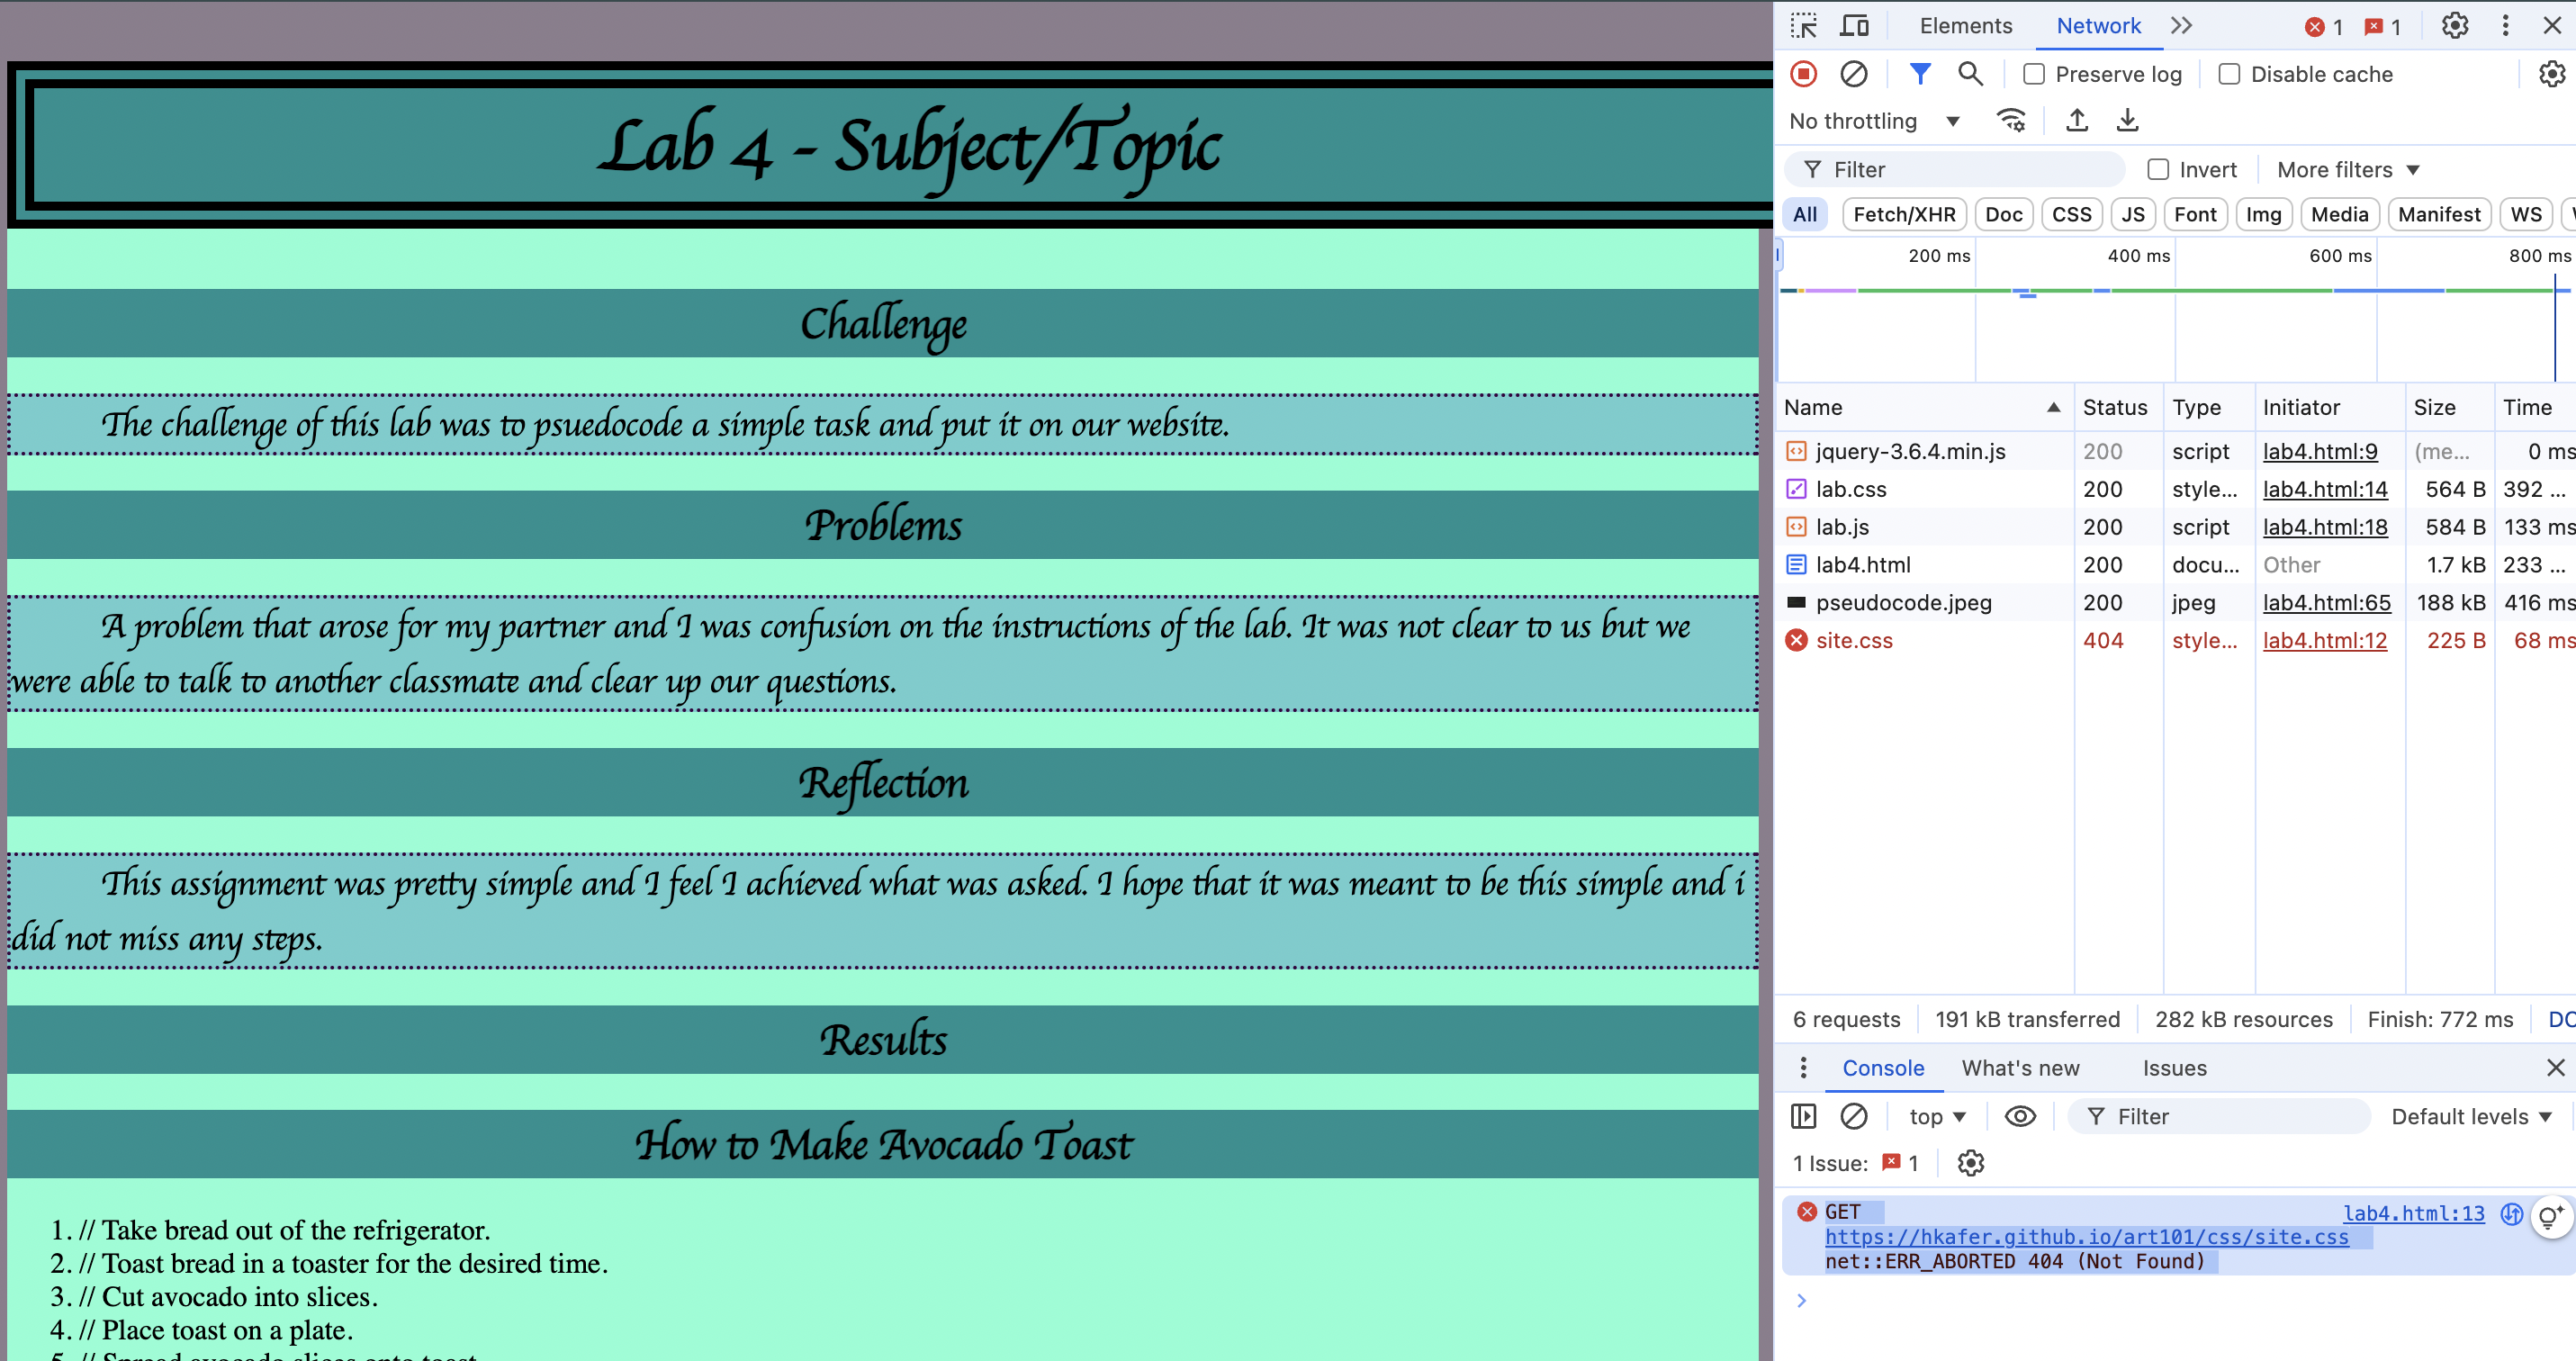 Lab 4 - Subject/Topic
Challenge
The challenge of this lab was to psuedocode a simple task and put it on our website.
Problems
A problem that arose for my partner and I was confusion on the instructions of the lab. It was not clear to us but we
were able to talk to another classmate and clear up our questions.
Reflection
This assignment was pretty simple and I feel I achieved what was asked. I hope that it was meant to be this simple and i
did not miss any steps.
Results
How to Make Avocado Toast
1. // Take bread out of the refrigerator.
2. // Toast bread in a toaster for the desired time.
3. // Cut avocado into slices.
4. // Place toast on a plate.
5. // Spread avocado slices onto toast.
Elements Network 1 1
Preserve log Disable cache
No throttling
Filter Invert More filters
All Fetch/XHR Doc CSS JS Font Img Media Manifest WS
200 ms 400 ms 600 ms 800 ms
Name Status Type Initiator Size Time
jquery-3.6.4.min.js 200 script lab4.html:9 (me... 0 ms
lab.css 200 style... lab4.html:14 564 B 392 ...
lab.js 200 script lab4.html:18 584 B 133 ms
lab4.html 200 docu... Other 1.7 kB 233 ...
pseudocode.jpeg 200 jpeg lab4.html:65 188 kB 416 ms
site.css 404 style... lab4.html:12 225 B 68 ms
6 requests 191 kB transferred 282 kB resources Finish: 772 ms DC
Console What's new Issues
top Filter Default levels
1 Issue: 1
GET lab4.html:13
https://hkafer.github.io/art101/css/site.css
net::ERR_ABORTED 404 (Not Found)